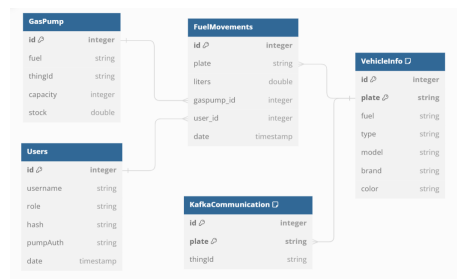 GasPump
id integer
fuel string
thingId string
capacity integer
stock double
FuelMovements
id integer
plate string
liters double
gaspump_id integer
user_id integer
date timestamp
VehicleInfo
id integer
plate string
fuel string
type string
model string
brand string
color string
Users
id integer
username string
role string
hash string
pumpAuth string
date timestamp
KafkaCommunication
id integer
plate string
thingId string